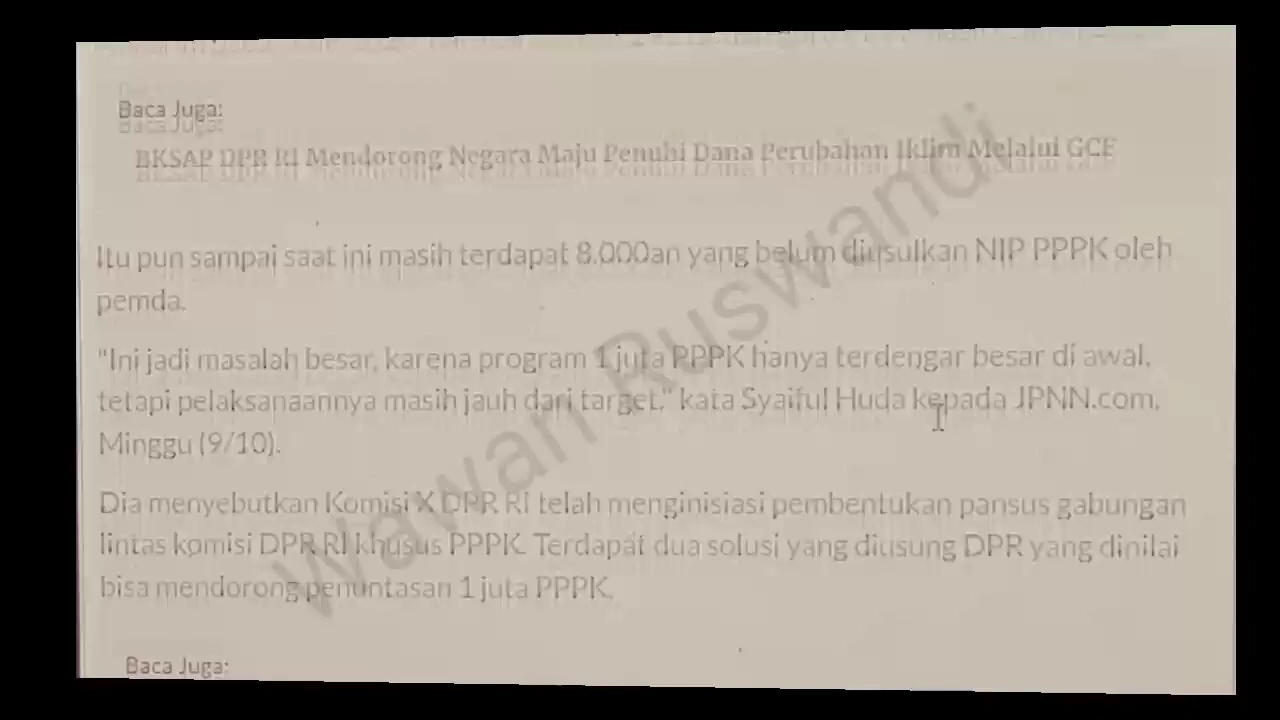 Baca Juga:
BKSAP DPR RI Mendorong Negara Maju Penuhi Dana Perubahan Iklim Melalui GCF
Itu pun sampai saat ini masih terdapat 8.000an yang belum diusulkan NIP PPPK oleh
pemda.
"Ini jadi masalah besar, karena program 1 juta PPPK hanya terdengar besar di awal,
tetapi pelaksanaannya masih jauh dari target," kata Syaiful Huda kepada JPNN.com,
Minggu (9/10).
Dia menyebutkan Komisi X DPR RI telah menginisiasi pembentukan pansus gabungan
lintas komisi DPR RI khusus PPPK. Terdapat dua solusi yang diusung DPR yang dinilai
bisa mendorong penuntasan 1 juta PPPK.
Baca Juga:
Wawan Ruswandi